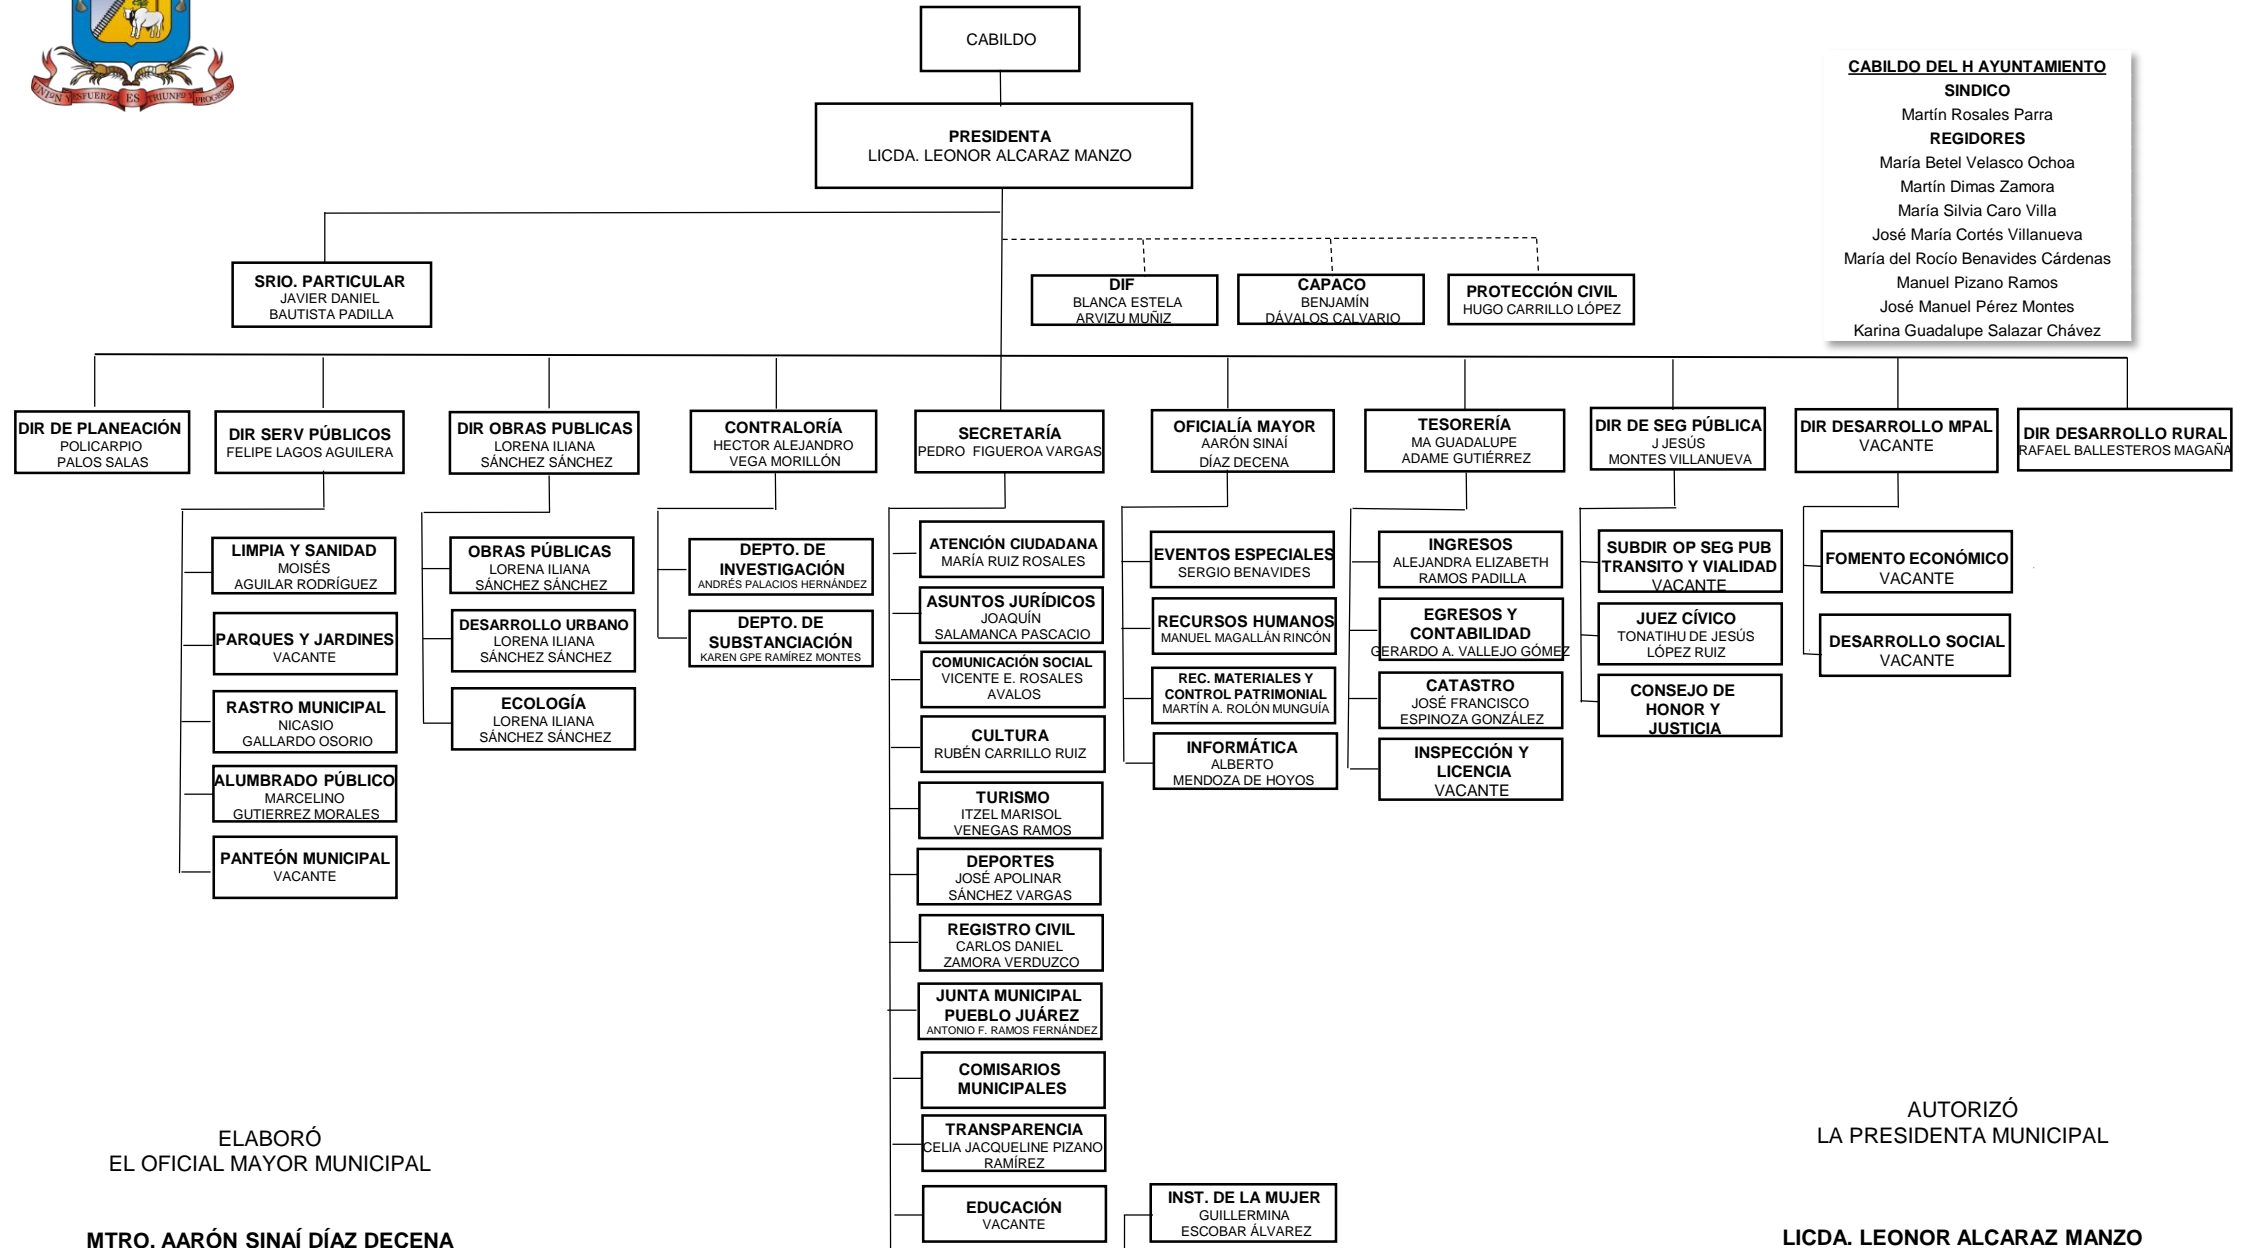 UNIÓN Y ESFUERZO ES TRIUNFO Y PROGRESO
CABILDO
PRESIDENTA
LICDA. LEONOR ALCARAZ MANZO
CABILDO DEL H AYUNTAMIENTO
SINDICO
Martín Rosales Parra
REGIDORES
María Betel Velasco Ochoa
Martín Dimas Zamora
María Silvia Caro Villa
José María Cortés Villanueva
María del Rocío Benavides Cárdenas
Manuel Pizano Ramos
José Manuel Pérez Montes
Karina Guadalupe Salazar Chávez
SRIO. PARTICULAR
JAVIER DANIEL
BAUTISTA PADILLA
DIF
BLANCA ESTELA
ARVIZU MUÑIZ
CAPACO
BENJAMÍN
DÁVALOS CALVARIO
PROTECCIÓN CIVIL
HUGO CARRILLO LÓPEZ
DIR DE PLANEACIÓN
POLICARPIO
PALOS SALAS
DIR SERV PÚBLICOS
FELIPE LAGOS AGUILERA
DIR OBRAS PUBLICAS
LORENA ILIANA
SÁNCHEZ SÁNCHEZ
CONTRALORÍA
HECTOR ALEJANDRO
VEGA MORILLÓN
SECRETARÍA
PEDRO FIGUEROA VARGAS
OFICIALÍA MAYOR
AARÓN SINAÍ
DÍAZ DECENA
TESORERÍA
MA GUADALUPE
ADAME GUTIÉRREZ
DIR DE SEG PÚBLICA
J JESÚS
MONTES VILLANUEVA
DIR DESARROLLO MPAL
VACANTE
DIR DESARROLLO RURAL
RAFAEL BALLESTEROS MAGAÑA
LIMPIA Y SANIDAD
MOISÉS
AGUILAR RODRÍGUEZ
PARQUES Y JARDINES
VACANTE
RASTRO MUNICIPAL
NICASIO
GALLARDO OSORIO
ALUMBRADO PÚBLICO
MARCELINO
GUTIERREZ MORALES
PANTEÓN MUNICIPAL
VACANTE
OBRAS PÚBLICAS
LORENA ILIANA
SÁNCHEZ SÁNCHEZ
DESARROLLO URBANO
LORENA ILIANA
SÁNCHEZ SÁNCHEZ
ECOLOGÍA
LORENA ILIANA
SÁNCHEZ SÁNCHEZ
DEPTO. DE
INVESTIGACIÓN
ANDRÉS PALACIOS HERNÁNDEZ
DEPTO. DE
SUBSTANCIACIÓN
KAREN GPE RAMÍREZ MONTES
ATENCIÓN CIUDADANA
MARÍA RUIZ ROSALES
ASUNTOS JURÍDICOS
JOAQUÍN
SALAMANCA PASCACIO
COMUNICACIÓN SOCIAL
VICENTE E. ROSALES
AVALOS
CULTURA
RUBÉN CARRILLO RUIZ
TURISMO
ITZEL MARISOL
VENEGAS RAMOS
DEPORTES
JOSÉ APOLINAR
SÁNCHEZ VARGAS
REGISTRO CIVIL
CARLOS DANIEL
ZAMORA VERDUZCO
JUNTA MUNICIPAL
PUEBLO JUÁREZ
ANTONIO F. RAMOS FERNÁNDEZ
COMISARIOS
MUNICIPALES
TRANSPARENCIA
CELIA JACQUELINE PIZANO
RAMÍREZ
EDUCACIÓN
VACANTE
EVENTOS ESPECIALES
SERGIO BENAVIDES
RECURSOS HUMANOS
MANUEL MAGALLÁN RINCÓN
REC. MATERIALES Y
CONTROL PATRIMONIAL
MARTÍN A. ROLÓN MUNGUÍA
INFORMÁTICA
ALBERTO
MENDOZA DE HOYOS
INGRESOS
ALEJANDRA ELIZABETH
RAMOS PADILLA
EGRESOS Y
CONTABILIDAD
GERARDO A. VALLEJO GÓMEZ
CATASTRO
JOSÉ FRANCISCO
ESPINOZA GONZÁLEZ
INSPECCIÓN Y
LICENCIA
VACANTE
SUBDIR OP SEG PUB
TRANSITO Y VIALIDAD
VACANTE
JUEZ CÍVICO
TONATIHU DE JESÚS
LÓPEZ RUIZ
CONSEJO DE
HONOR Y
JUSTICIA
FOMENTO ECONÓMICO
VACANTE
DESARROLLO SOCIAL
VACANTE
INST. DE LA MUJER
GUILLERMINA
ESCOBAR ÁLVAREZ
ELABORÓ
EL OFICIAL MAYOR MUNICIPAL
MTRO. AARÓN SINAÍ DÍAZ DECENA
AUTORIZÓ
LA PRESIDENTA MUNICIPAL
LICDA. LEONOR ALCARAZ MANZO